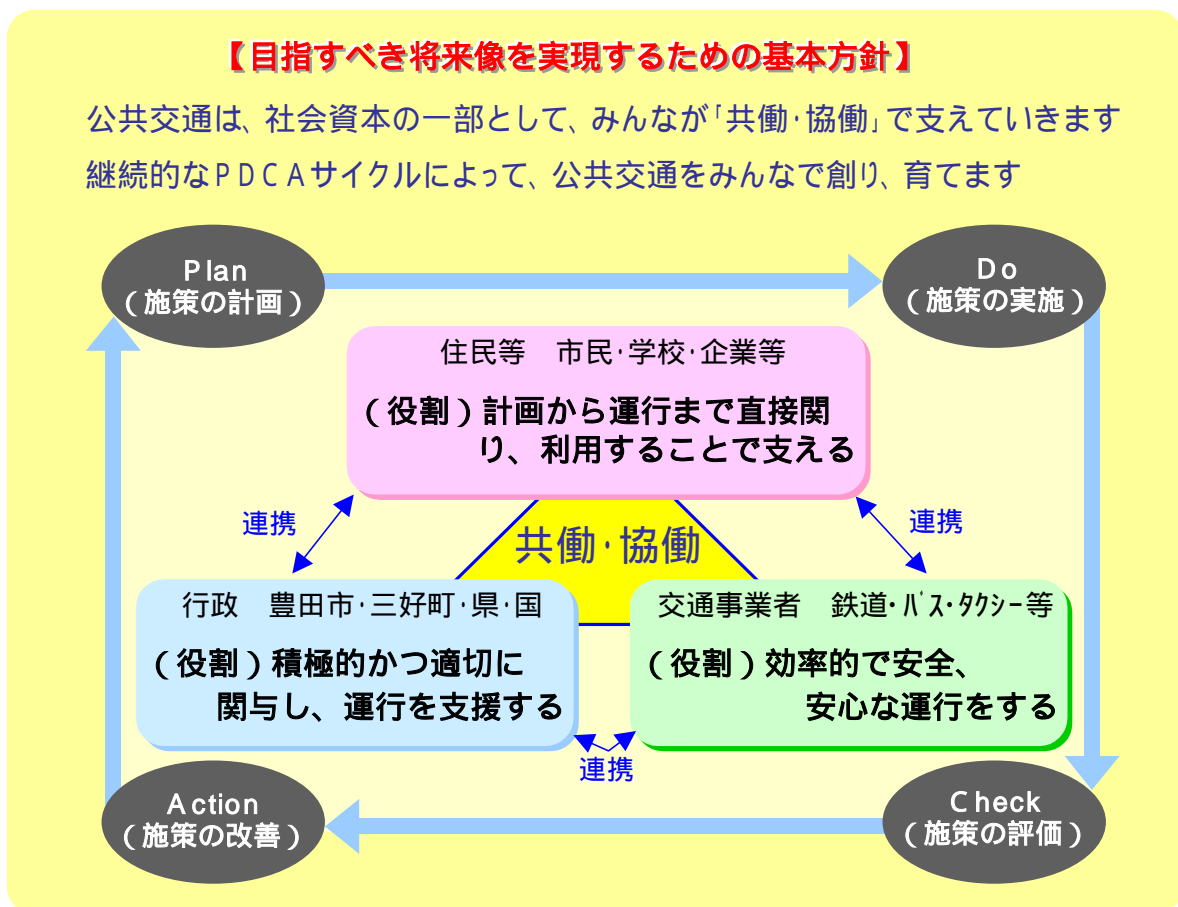 【目指すべき将来像を実現するための基本方針】
公共交通は、社会資本の一部として、みんなが「共働・協働」で支えていきます
継続的なPDCAサイクルによって、公共交通をみんなで創り、育てます
Plan
（施策の計画）
Do
（施策の実施）
住民等　市民・学校・企業等
（役割）計画から運行まで直接関
り、利用することで支える
連携
連携
共働・協働
行政　豊田市・三好町・県・国
（役割）積極的かつ適切に
関与し、運行を支援する
交通事業者　鉄道・ﾊﾞｽ・ﾀｸｼｰ等
（役割）効率的で安全、
安心な運行をする
連携
Action
（施策の改善）
Check
（施策の評価）